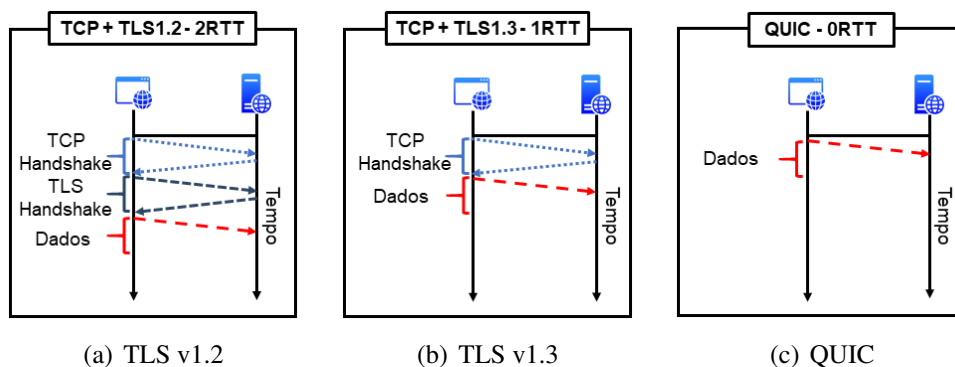 TCP + TLS1.2 - 2RTT
TCP
Handshake
TLS
Handshake
Dados
Tempo
(a) TLS v1.2
TCP + TLS1.3 - 1RTT
TCP
Handshake
Dados
Tempo
(b) TLS v1.3
QUIC - 0RTT
Dados
Tempo
(c) QUIC